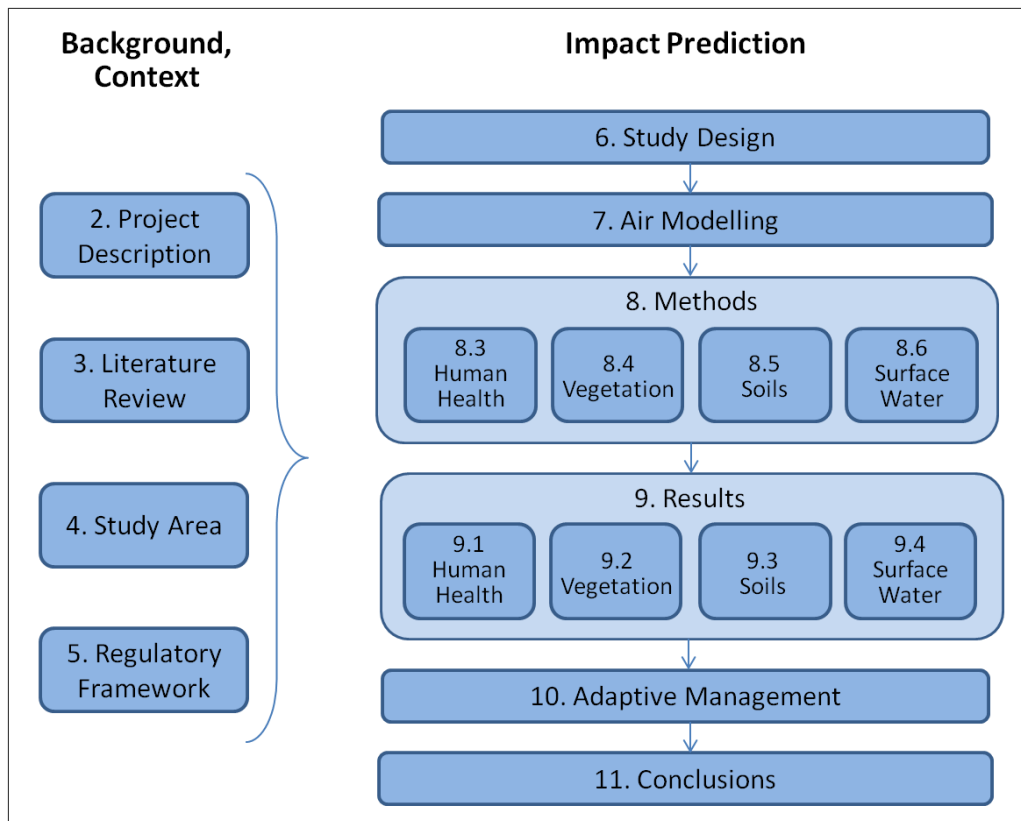 Background,
Context
2. Project
Description
3. Literature
Review
4. Study Area
5. Regulatory
Framework
Impact Prediction
6. Study Design
7. Air Modelling
8. Methods
8.3
Human
Health
8.4
Vegetation
8.5
Soils
8.6
Surface
Water
9. Results
9.1
Human
Health
9.2
Vegetation
9.3
Soils
9.4
Surface
Water
10. Adaptive Management
11. Conclusions